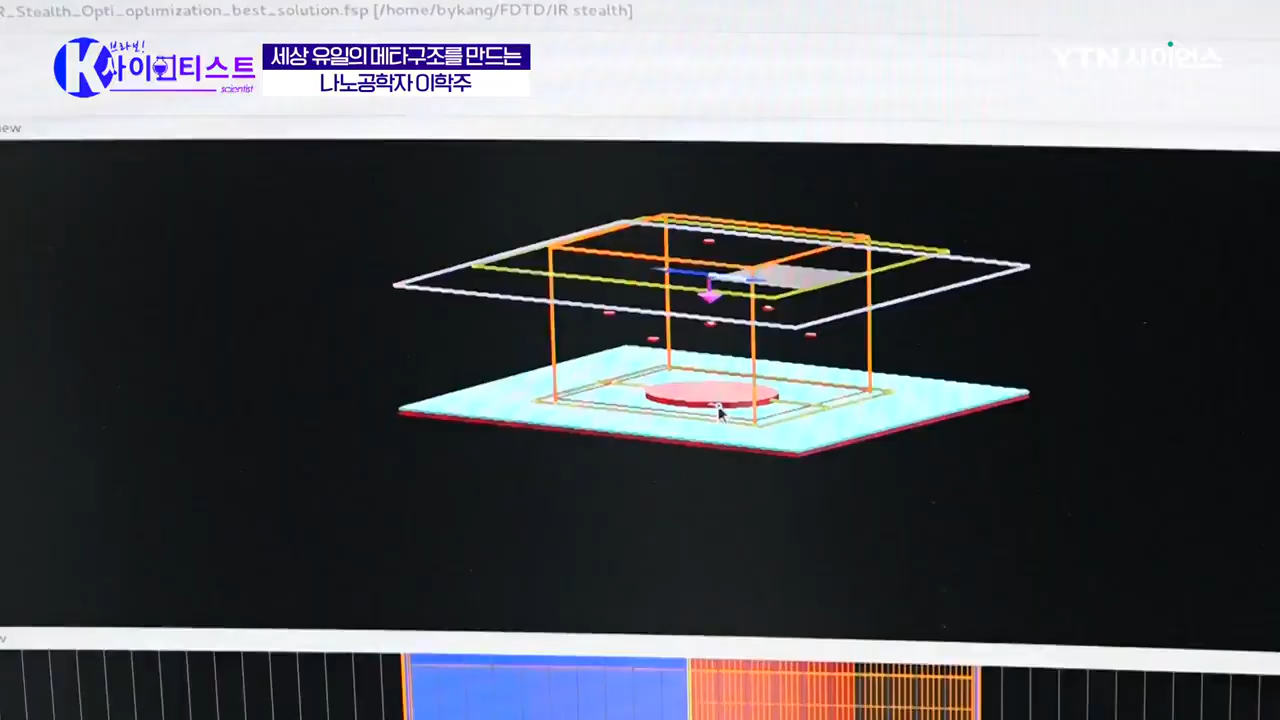 R_Stealth_Opti_optimization_best_solution.fsp [/home/bykang/FDTD/IR stealth]
브라보!
K사이언티스트
scientist
세상 유일의 메타구조를 만드는
나노공학자 이학주
YTN 사이언스
ew
w